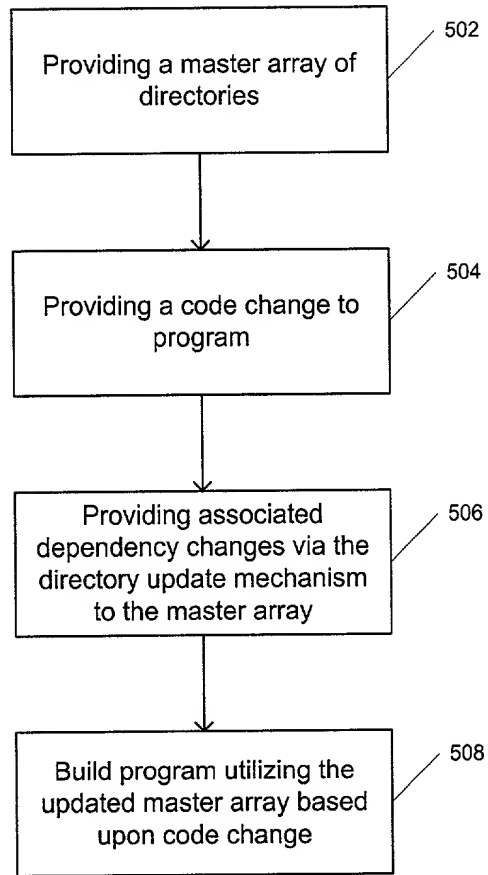 Providing a master array of
directories
502
Providing a code change to
program
504
Providing associated
dependency changes via the
directory update mechanism
to the master array
506
Build program utilizing the
updated master array based
upon code change
508